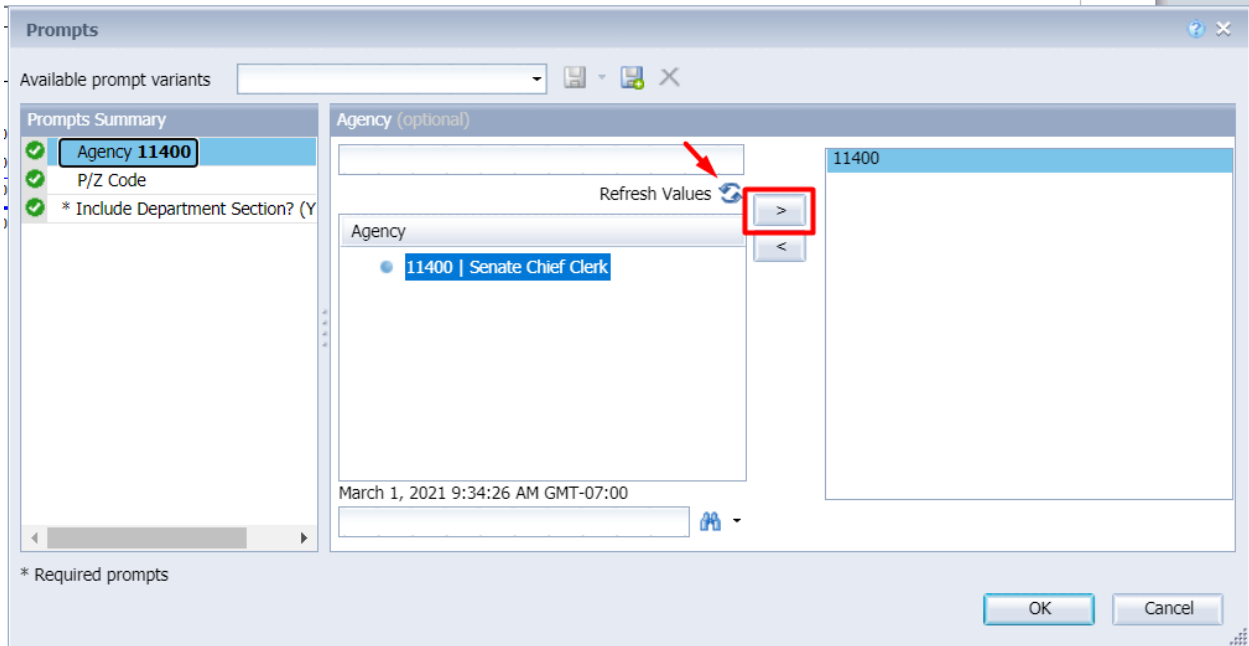 Prompts
Available prompt variants
Prompts Summary
Agency 11400
P/Z Code
* Include Department Section? (Y
Agency (optional)
Refresh Values
Agency
11400 | Senate Chief Clerk
March 1, 2021 9:34:26 AM GMT-07:00
>
<
11400
* Required prompts
OK
Cancel